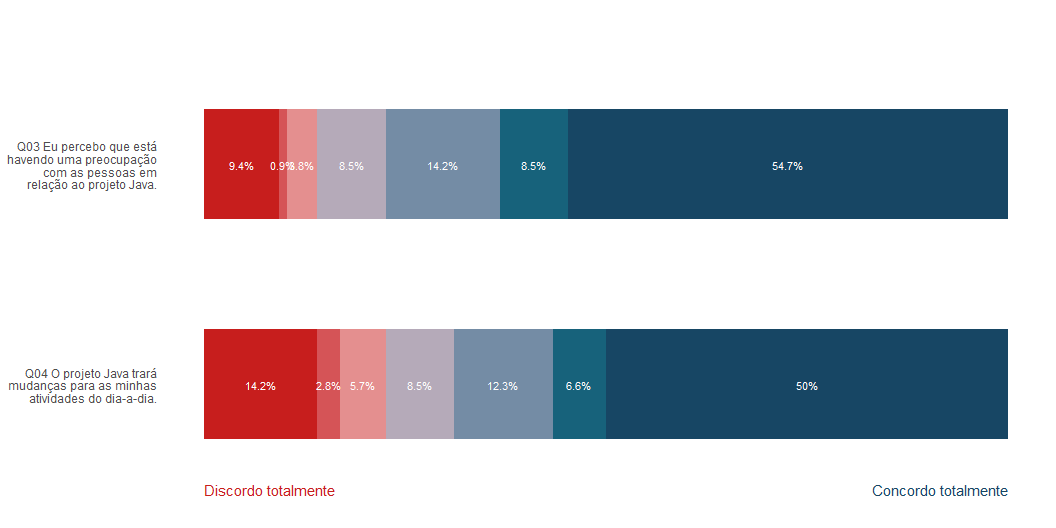 Q03 Eu percebo que está
havendo uma preocupação
com as pessoas em
relação ao projeto Java.
9.4% 0.9% 3.8% 8.5% 14.2% 8.5% 54.7%
Q04 O projeto Java trará
mudanças para as minhas
atividades do dia-a-dia.
14.2% 2.8% 5.7% 8.5% 12.3% 6.6% 50%
Discordo totalmente Concordo totalmente